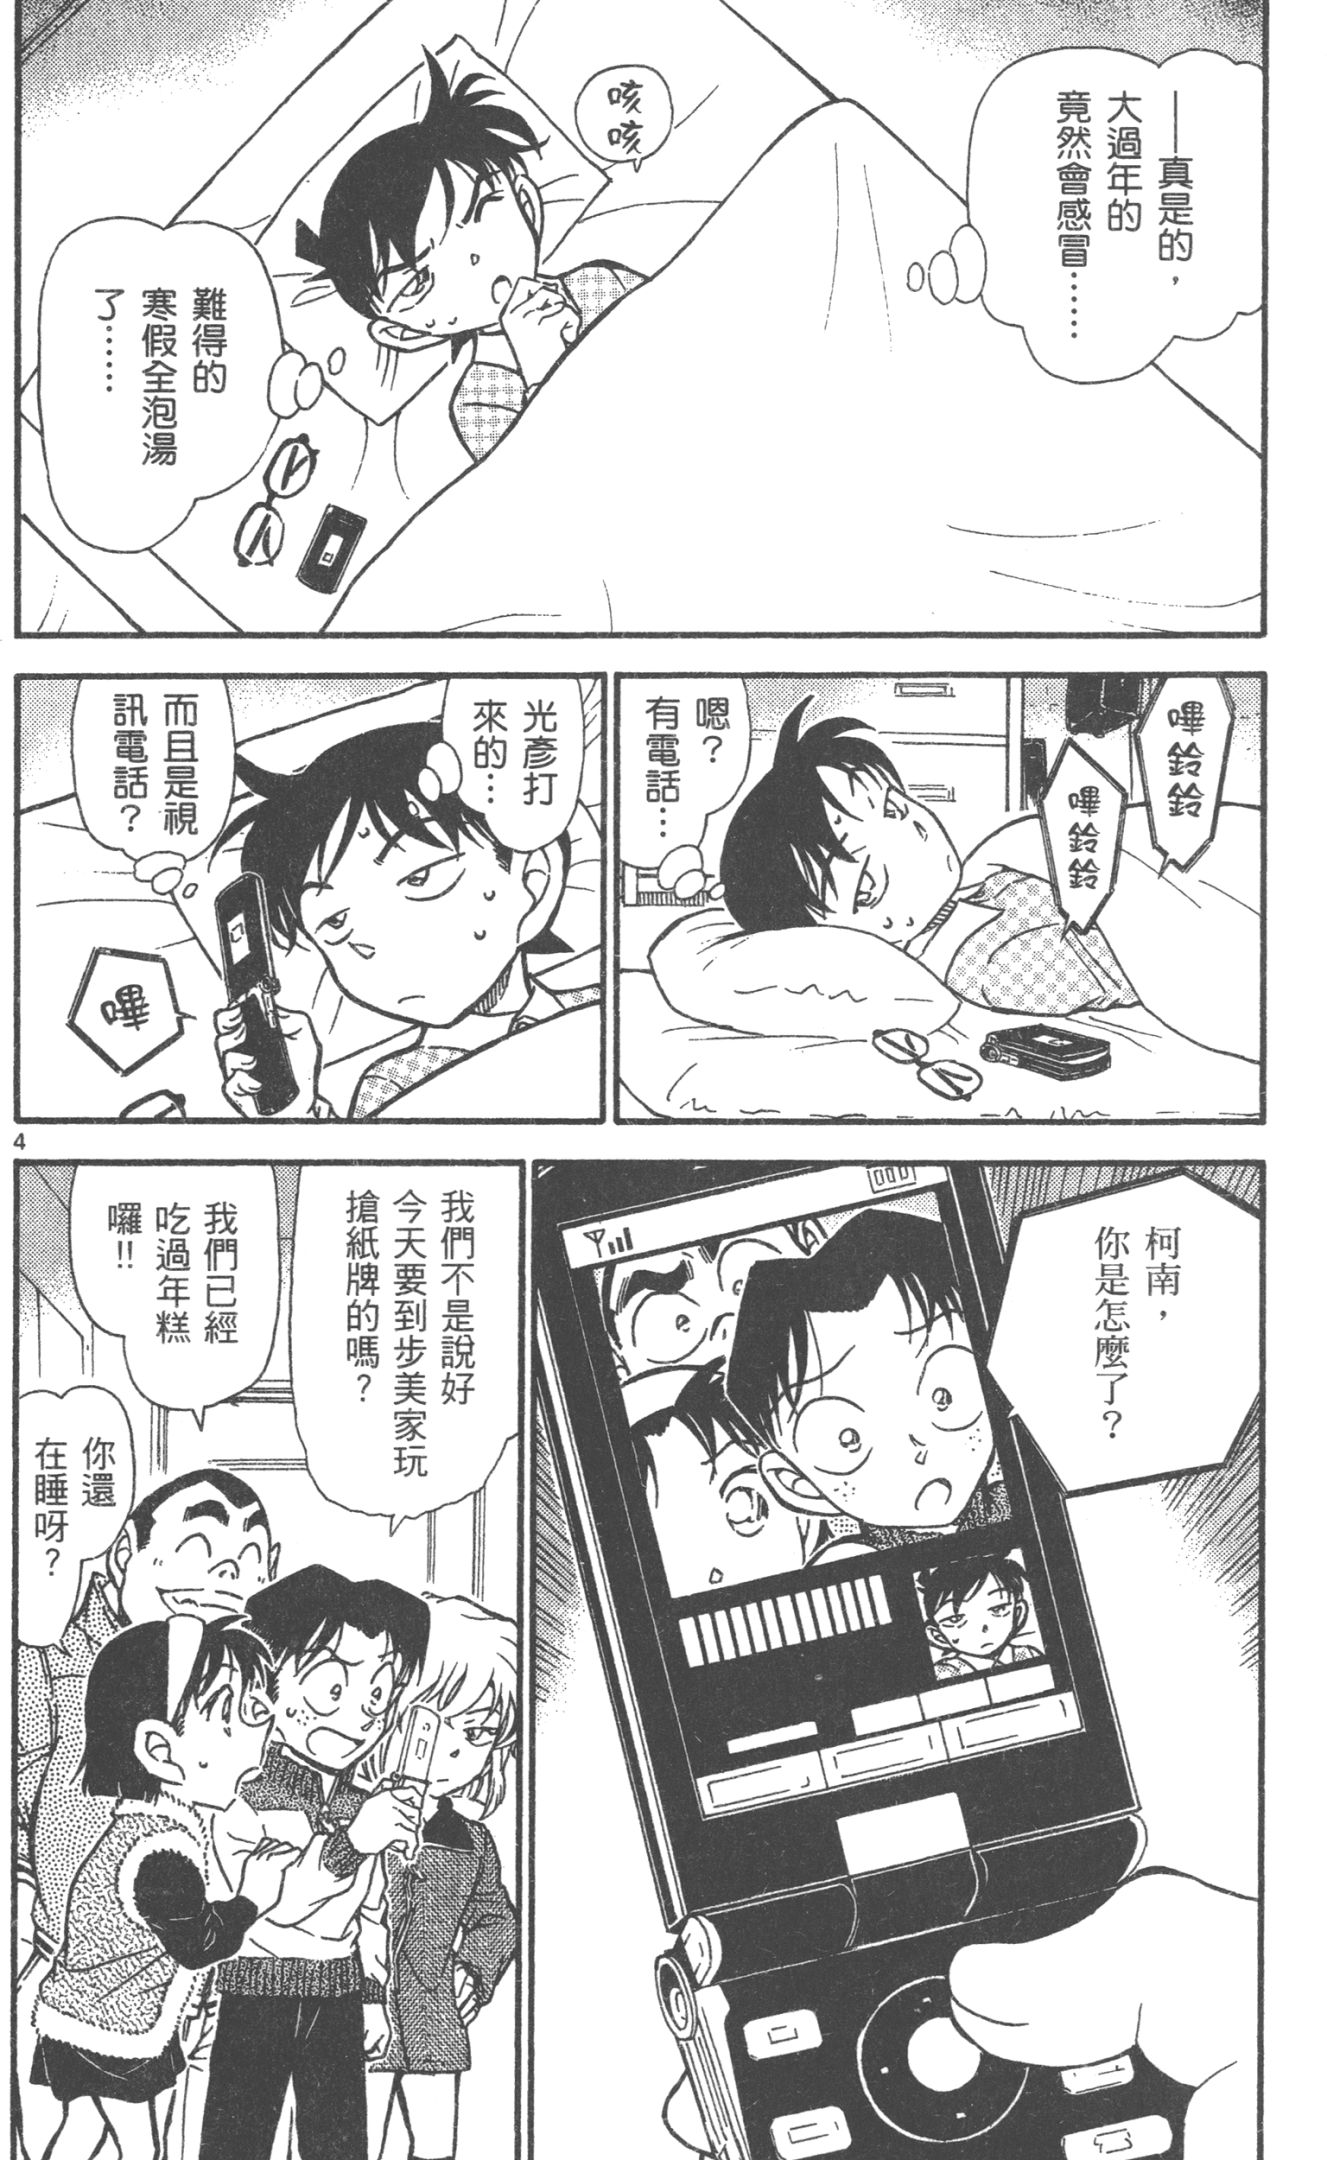 ——真是的，
大過年的
竟然會感冒……
咳
咳
難得的
寒假全泡湯
了……
嗶鈴鈴
嗶鈴鈴
嗯？
有電話…
光彥打
來的…
而且是視
訊電話？
嗶
4
柯南，
你是怎麼了？
我們不是說好
今天要到步美家玩
搶紙牌的嗎？
我們已經
吃過年糕
囉!!
你還
在睡呀？